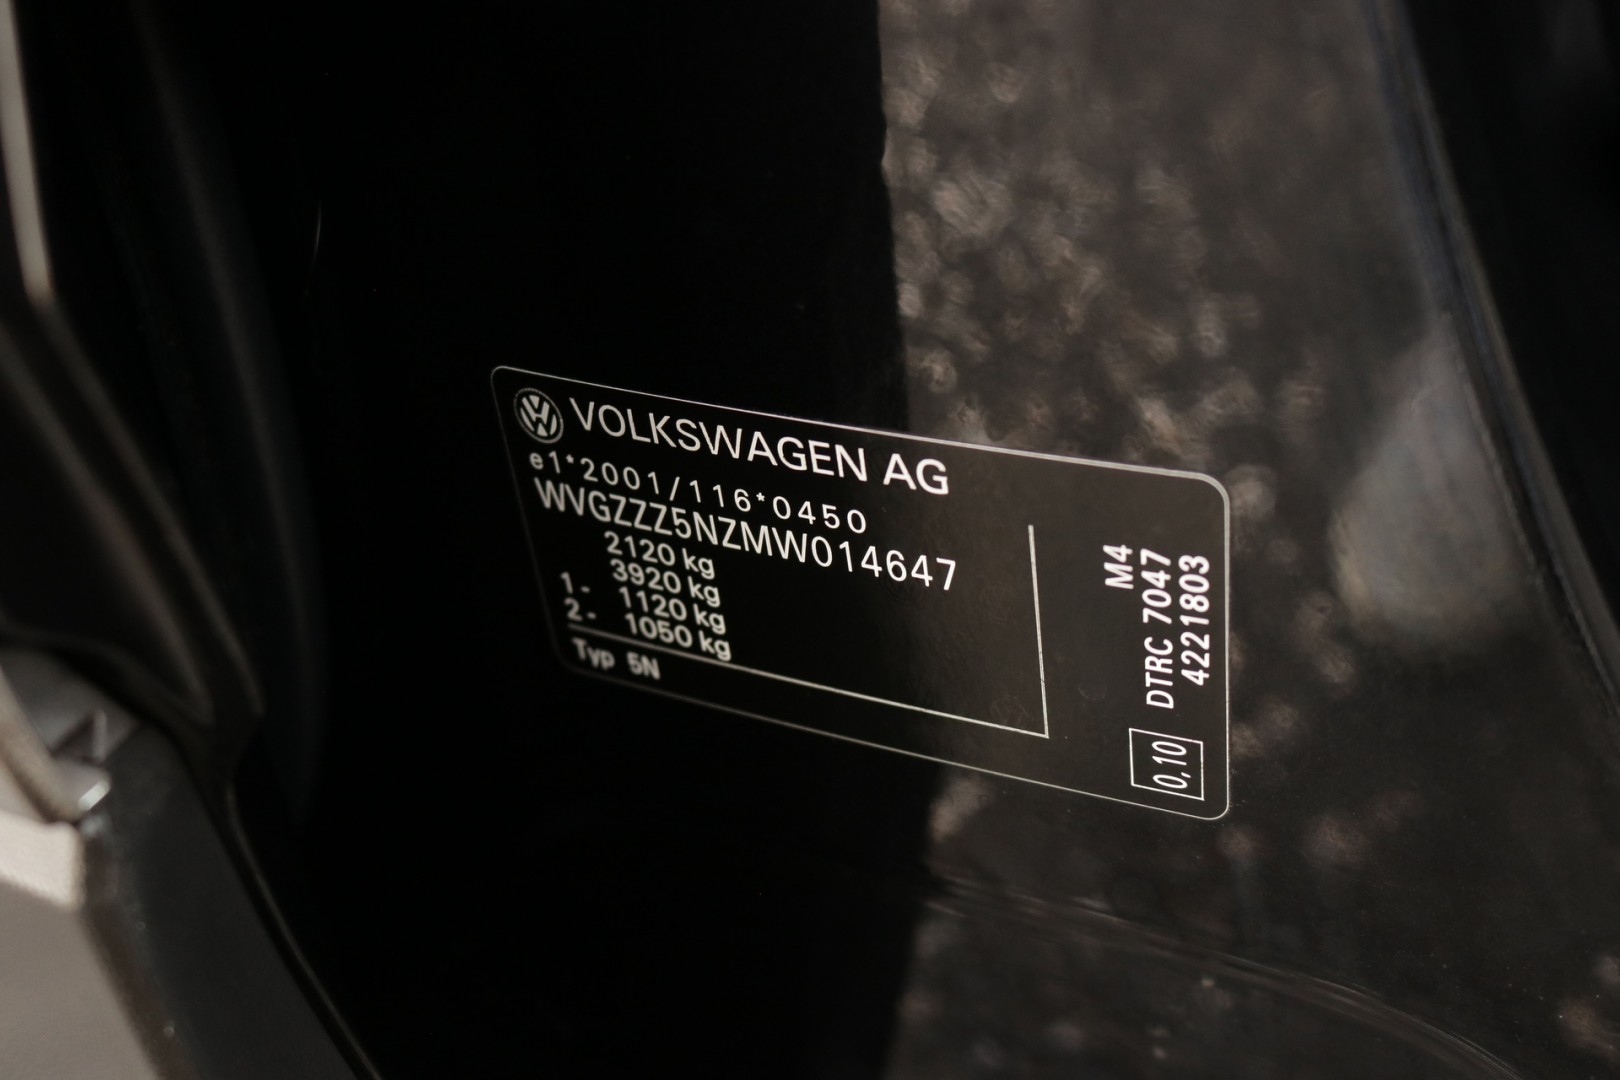 VOLKSWAGEN AG
e1*2001/116*0450
WVGZZZ5NZMW014647
2120 kg
3920 kg
1- 1120 kg
2- 1050 kg
Typ 5N
M4
DTRC 7047
4221803
0,10